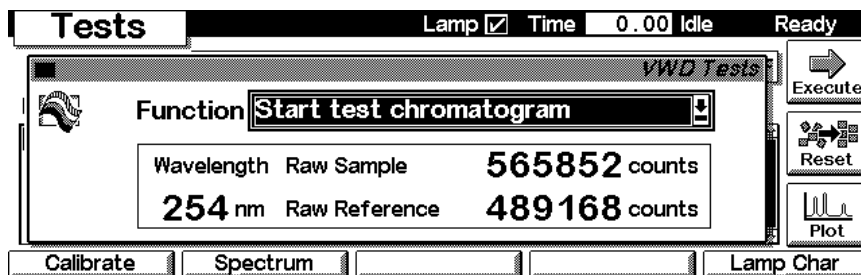 Tests Lamp Time 0.00 Idle Ready
VWD Tests
Execute
Function Start test chromatogram
Wavelength Raw Sample 565852 counts
Reset
254 nm Raw Reference 489168 counts
Plot
Calibrate Spectrum Lamp Char